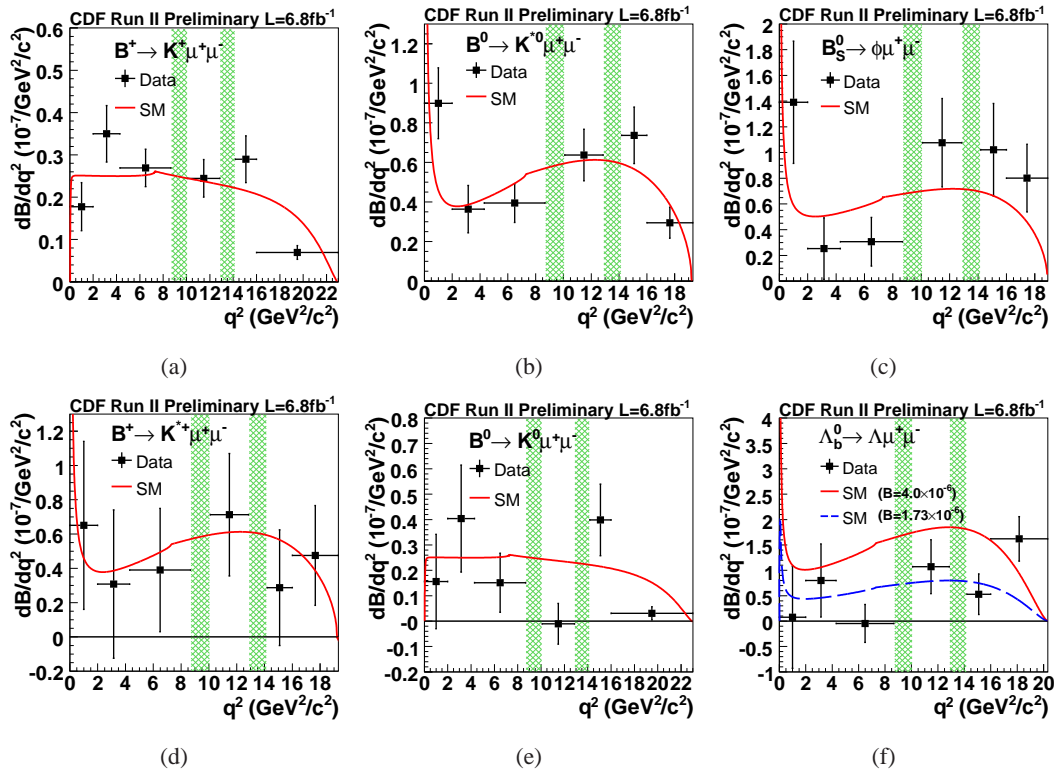 CDF Run II Preliminary L=6.8fb⁻¹
B⁺→ K⁺μ⁺μ⁻
Data
SM
dB/dq² (10⁻⁷/GeV²/c²)
0.6
0.5
0.4
0.3
0.2
0.1
0
0 2 4 6 8 10 12 14 16 18 20 22
q² (GeV²/c²)
(a)
CDF Run II Preliminary L=6.8fb⁻¹
B⁰→ K*⁰μ⁺μ⁻
Data
SM
dB/dq² (10⁻⁷/GeV²/c²)
1.2
1
0.8
0.6
0.4
0.2
0
0 2 4 6 8 10 12 14 16 18
q² (GeV²/c²)
(b)
CDF Run II Preliminary L=6.8fb⁻¹
B_S⁰→ φμ⁺μ⁻
Data
SM
dB/dq² (10⁻⁷/GeV²/c²)
2
1.8
1.6
1.4
1.2
1
0.8
0.6
0.4
0.2
0
0 2 4 6 8 10 12 14 16 18
q² (GeV²/c²)
(c)
CDF Run II Preliminary L=6.8fb⁻¹
B⁺→ K*⁺μ⁺μ⁻
Data
SM
dB/dq² (10⁻⁷/GeV²/c²)
1.2
1
0.8
0.6
0.4
0.2
0
-0.2
0 2 4 6 8 10 12 14 16 18
q² (GeV²/c²)
(d)
CDF Run II Preliminary L=6.8fb⁻¹
B⁰→ K⁰μ⁺μ⁻
Data
SM
dB/dq² (10⁻⁷/GeV²/c²)
0.8
0.7
0.6
0.5
0.4
0.3
0.2
0.1
-0
-0.1
-0.2
0 2 4 6 8 10 12 14 16 18 20 22
q² (GeV²/c²)
(e)
CDF Run II Preliminary L=6.8fb⁻¹
Λ_b⁰→ Λμ⁺μ⁻
Data
SM (B=4.0×10⁻⁶)
SM (B=1.73×10⁻⁶)
dB/dq² (10⁻⁷/GeV²/c²)
4
3.5
3
2.5
2
1.5
1
0.5
0
-0.5
-1
0 2 4 6 8 10 12 14 16 18 20
q² (GeV²/c²)
(f)